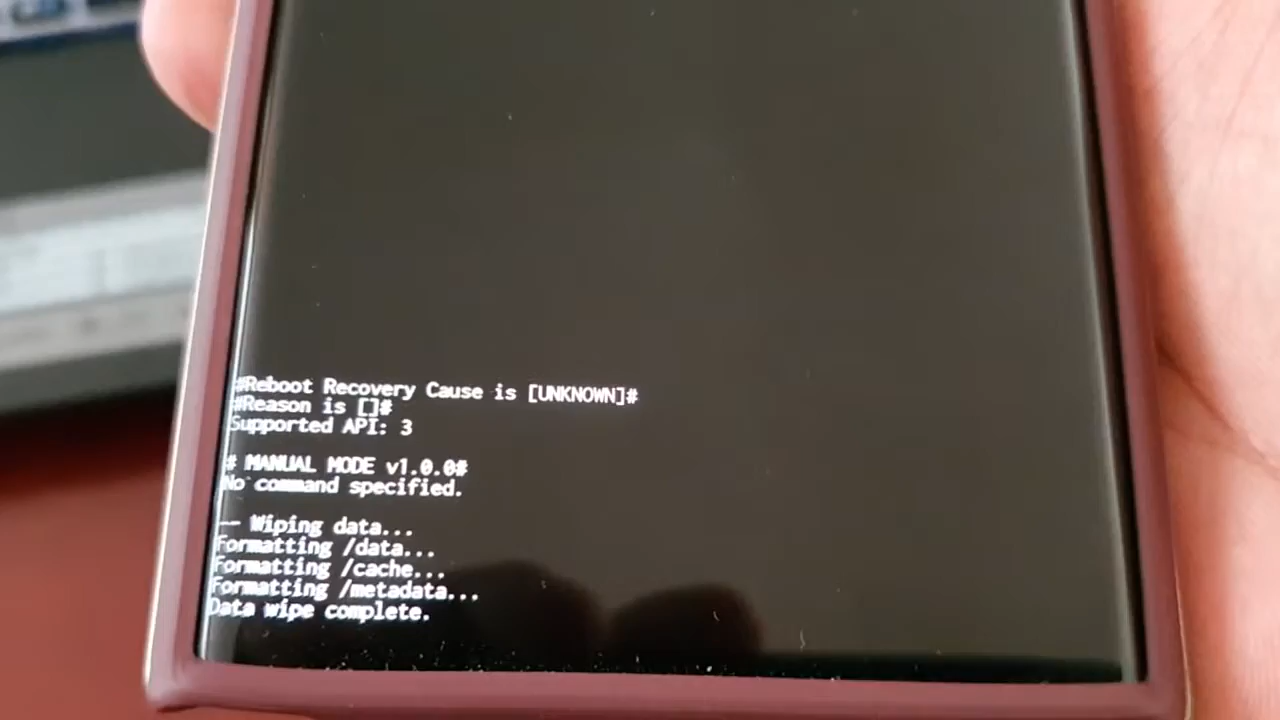 #Reboot Recovery Cause is [UNKNOWN]#
#Reason is []#
Supported API: 3
# MANUAL MODE v1.0.0#
No command specified.
-- Wiping data...
Formatting /data...
Formatting /cache...
Formatting /metadata...
Data wipe complete.